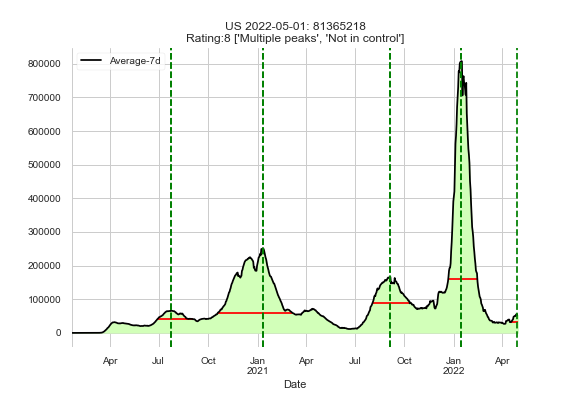 US 2022-05-01: 81365218
Rating:8 ['Multiple peaks', 'Not in control']
Average-7d
800000
700000
600000
500000
400000
300000
200000
100000
0
Apr Jul Oct Jan Apr Jul Oct Jan Apr
2021 2022
Date